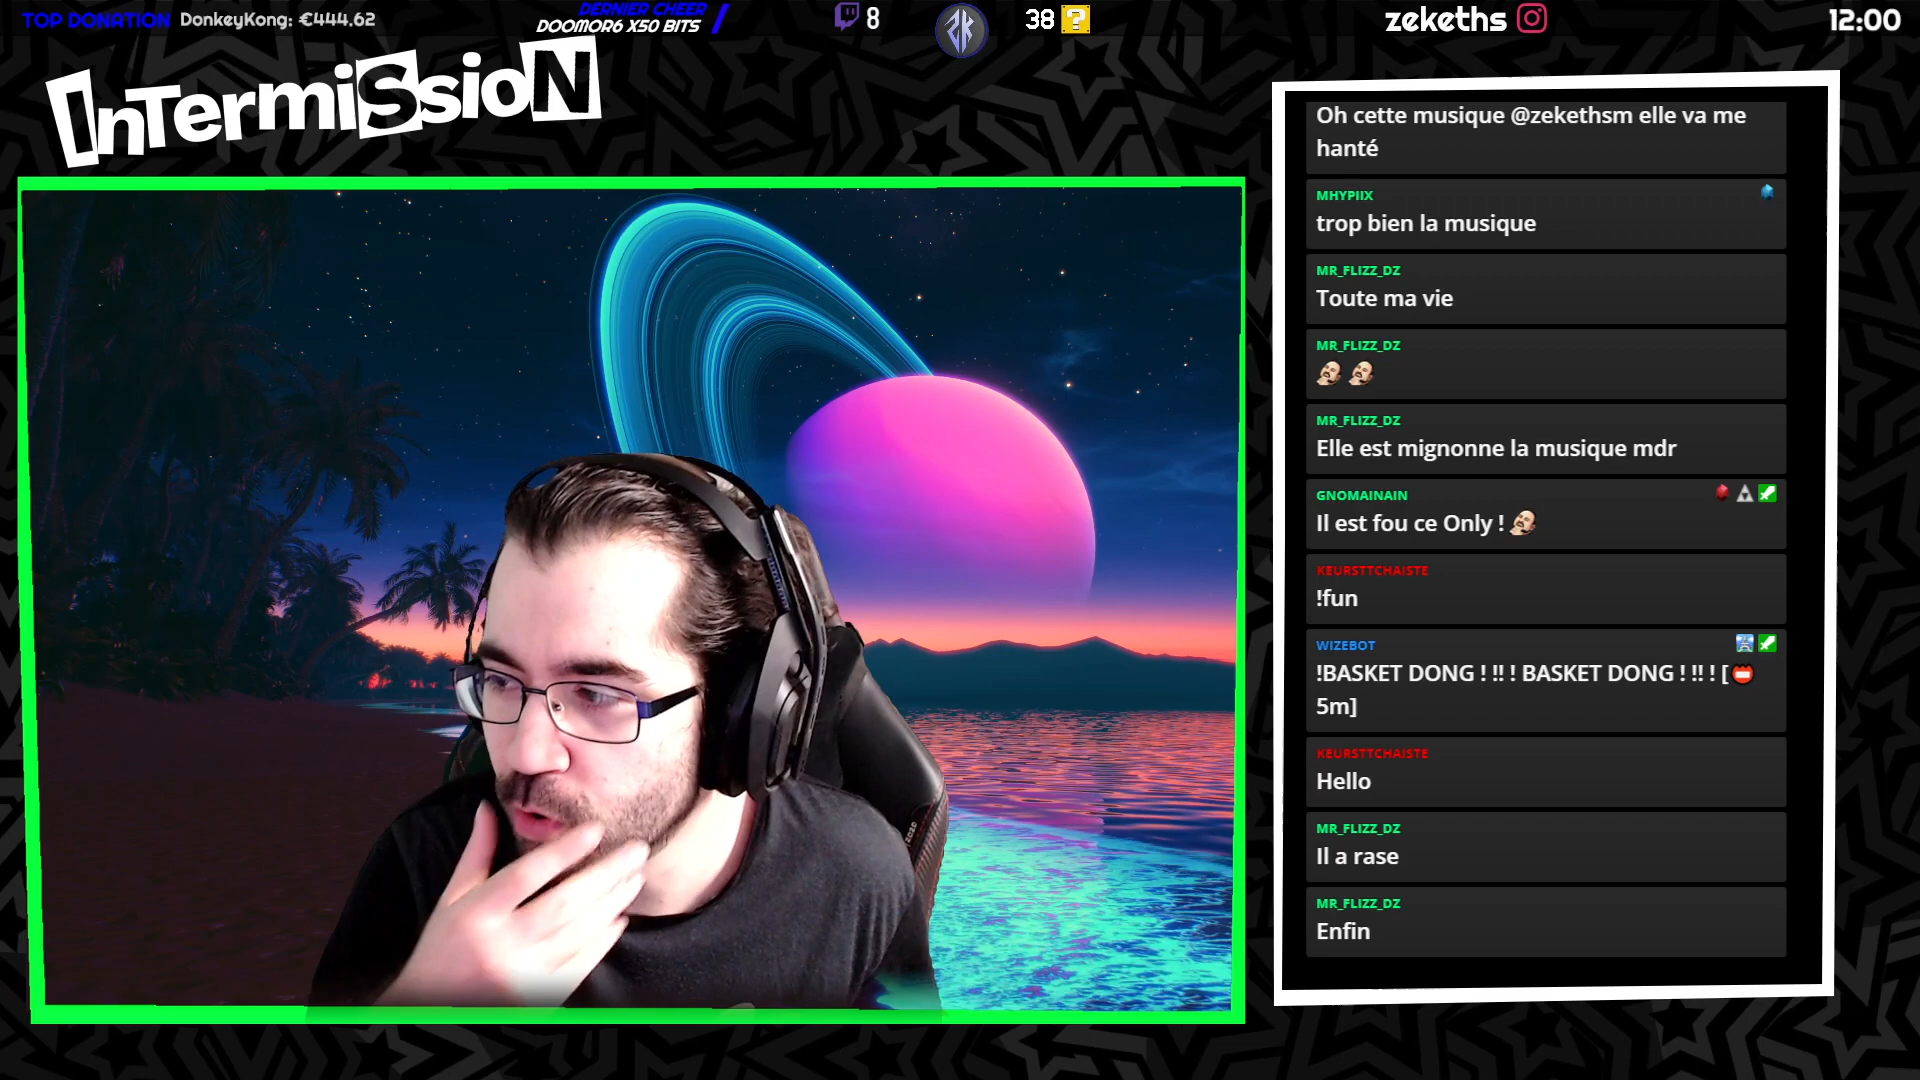 TOP DONATION DonkeyKong: €444.62
DERNIER CHEER
DOOMOR6 X50 BITS
8
ZK
38 ?
zekeths
12:00
InTermiSsioN
Oh cette musique @zekethsm elle va me
hanté
MHYPIIX
trop bien la musique
MR_FLIZZ_DZ
Toute ma vie
MR_FLIZZ_DZ
MR_FLIZZ_DZ
Elle est mignonne la musique mdr
GNOMAINAIN
Il est fou ce Only !
KEURSTTCHAISTE
!fun
WIZEBOT
!BASKET DONG ! !! ! BASKET DONG ! !! ! [📛
5m]
KEURSTTCHAISTE
Hello
MR_FLIZZ_DZ
Il a rase
MR_FLIZZ_DZ
Enfin